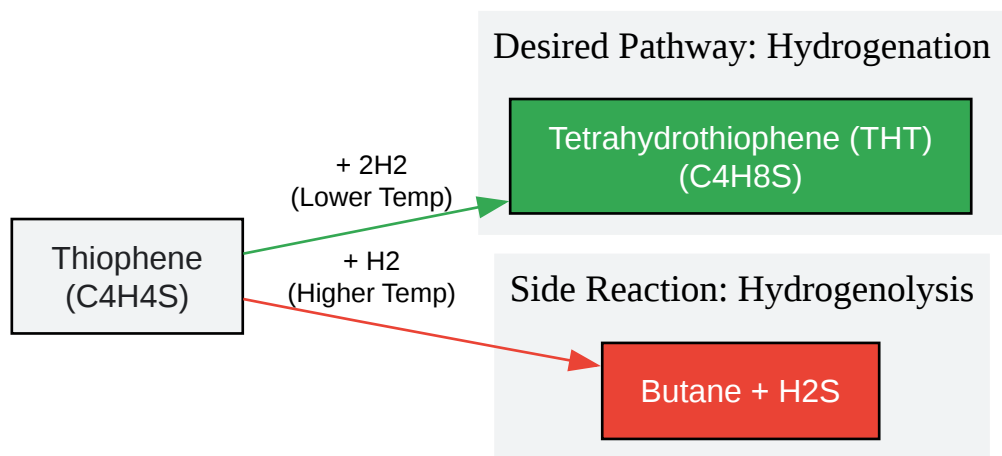 Desired Pathway: Hydrogenation
Tetrahydrothiophene (THT)
(C4H8S)
+ 2H2
(Lower Temp)
Thiophene
(C4H4S)
+ H2
(Higher Temp)
Side Reaction: Hydrogenolysis
Butane + H2S